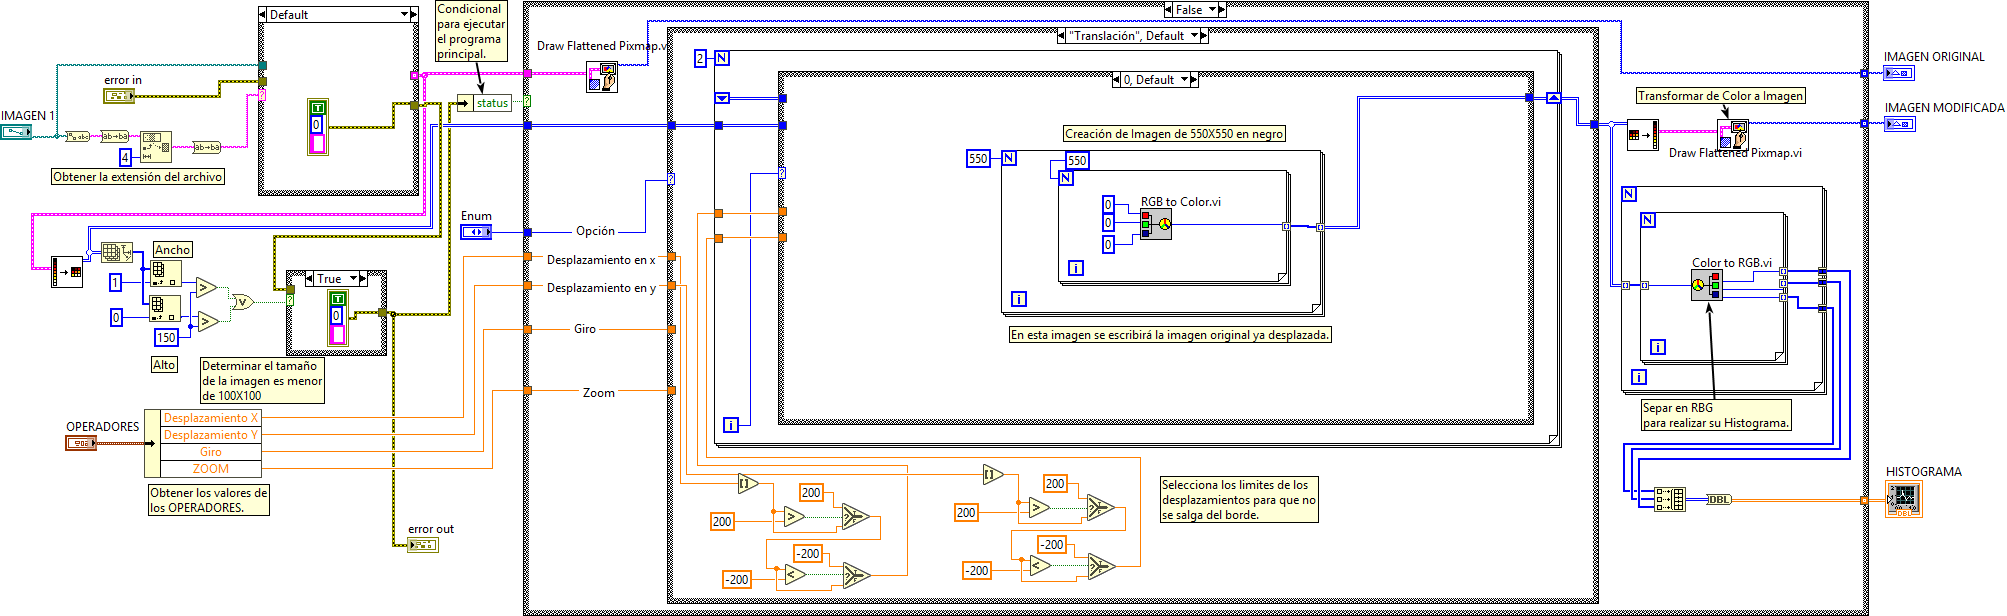 Default
Condicional
para ejecutar
el programa
principal.
False
Draw Flattened Pixmap.v
"Translación", Default
2
N
0, Default
IMAGEN ORIGINAL
error in
status
T
0
IMAGEN 1
4
Obtener la extensión del archivo
Transformar de Color a Imagen
IMAGEN MODIFICADA
Draw Flattened Pixmap.vi
Creación de Imagen de 550X550 en negro
550
N
550
N
RGB to Color.vi
0
0
0
i
i
En esta imagen se escribirá la imagen original ya desplazada.
i
Enum
Opción
Desplazamiento en x
Desplazamiento en y
Giro
Zoom
Ancho
1
0
150
Alto
True
T
0
Determinar el tamaño
de la imagen es menor
de 100X100
OPERADORES
Desplazamiento X
Desplazamiento Y
Giro
ZOOM
Obtener los valores de
los OPERADORES.
error out
N
N
Color to RGB.vi
i
i
Separ en RBG
para realizar su Histograma.
200
200
-200
-200
200
200
-200
-200
Selecciona los limites de los
desplazamientos para que no
se salga del borde.
DBL
HISTOGRAMA
DBL